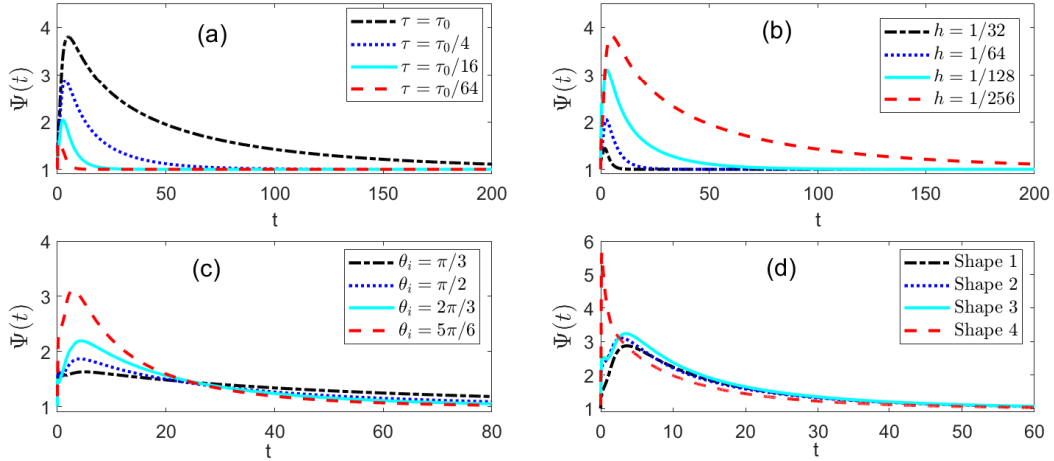 (a)
Ψ(t)
4
3
2
1
0 50 100 150 200
t
τ = τ₀
τ = τ₀/4
τ = τ₀/16
τ = τ₀/64
(b)
Ψ(t)
4
3
2
1
0 50 100 150 200
t
h = 1/32
h = 1/64
h = 1/128
h = 1/256
(c)
Ψ(t)
4
3
2
1
0 20 40 60 80
t
θᵢ = π/3
θᵢ = π/2
θᵢ = 2π/3
θᵢ = 5π/6
(d)
Ψ(t)
6
5
4
3
2
1
0 10 20 30 40 50 60
t
Shape 1
Shape 2
Shape 3
Shape 4